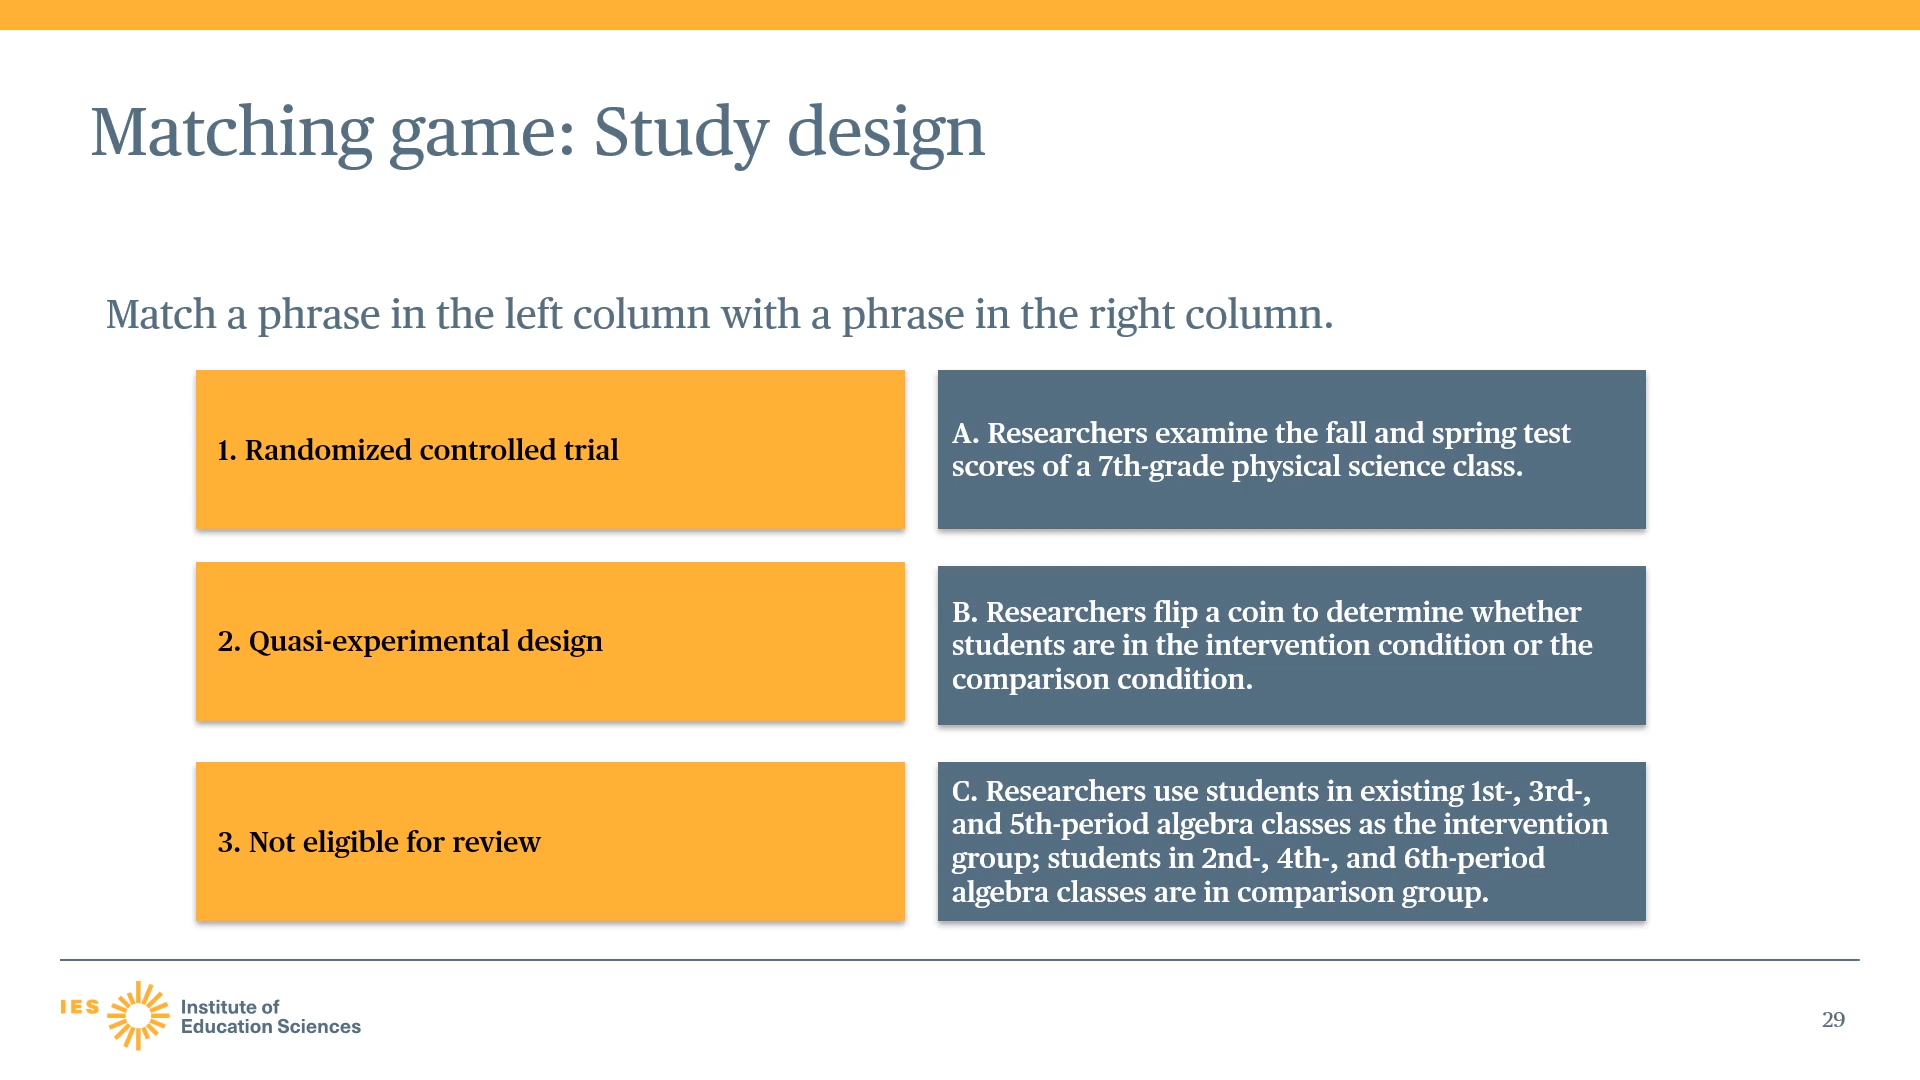 Matching game: Study design
Match a phrase in the left column with a phrase in the right column.
1. Randomized controlled trial
A. Researchers examine the fall and spring test
scores of a 7th-grade physical science class.
2. Quasi-experimental design
B. Researchers flip a coin to determine whether
students are in the intervention condition or the
comparison condition.
3. Not eligible for review
C. Researchers use students in existing 1st-, 3rd-,
and 5th-period algebra classes as the intervention
group; students in 2nd-, 4th-, and 6th-period
algebra classes are in comparison group.
IES
Institute of
Education Sciences
29